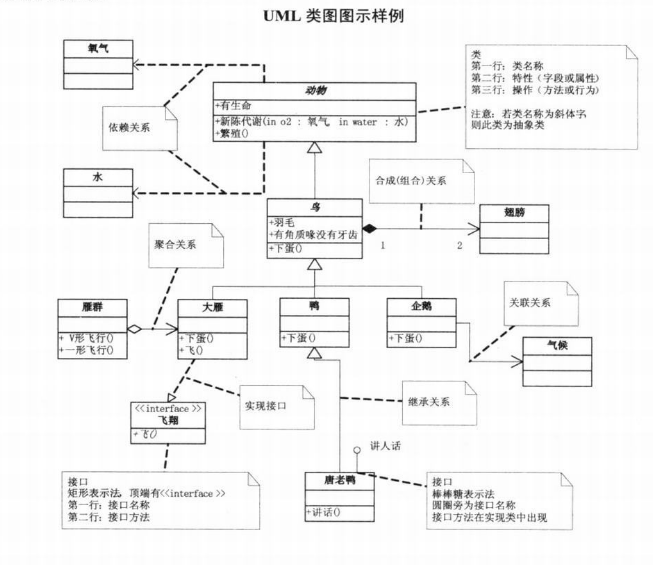 UML 类图图示样例
氧气
动物
+有生命
+新陈代谢(in o2 : 氧气, in water : 水)
+繁殖()
类
第一行：类名称
第二行：特性（字段或属性）
第三行：操作（方法或行为）
注意：若类名称为斜体字
则此类为抽象类
依赖关系
水
合成(组合)关系
鸟
+羽毛
+有角质喙没有牙齿
+下蛋()
1
2
翅膀
聚合关系
雁群
+ V形飞行()
+一形飞行()
大雁
+下蛋()
+飞()
鸭
+下蛋()
企鹅
+下蛋()
关联关系
气候
<<interface>>
飞翔
+飞()
实现接口
继承关系
讲人话
接口
矩形表示法，顶端有<<interface>>
第一行：接口名称
第二行：接口方法
唐老鸭
+讲话()
接口
棒棒糖表示法
圆圈旁为接口名称
接口方法在实现类中出现